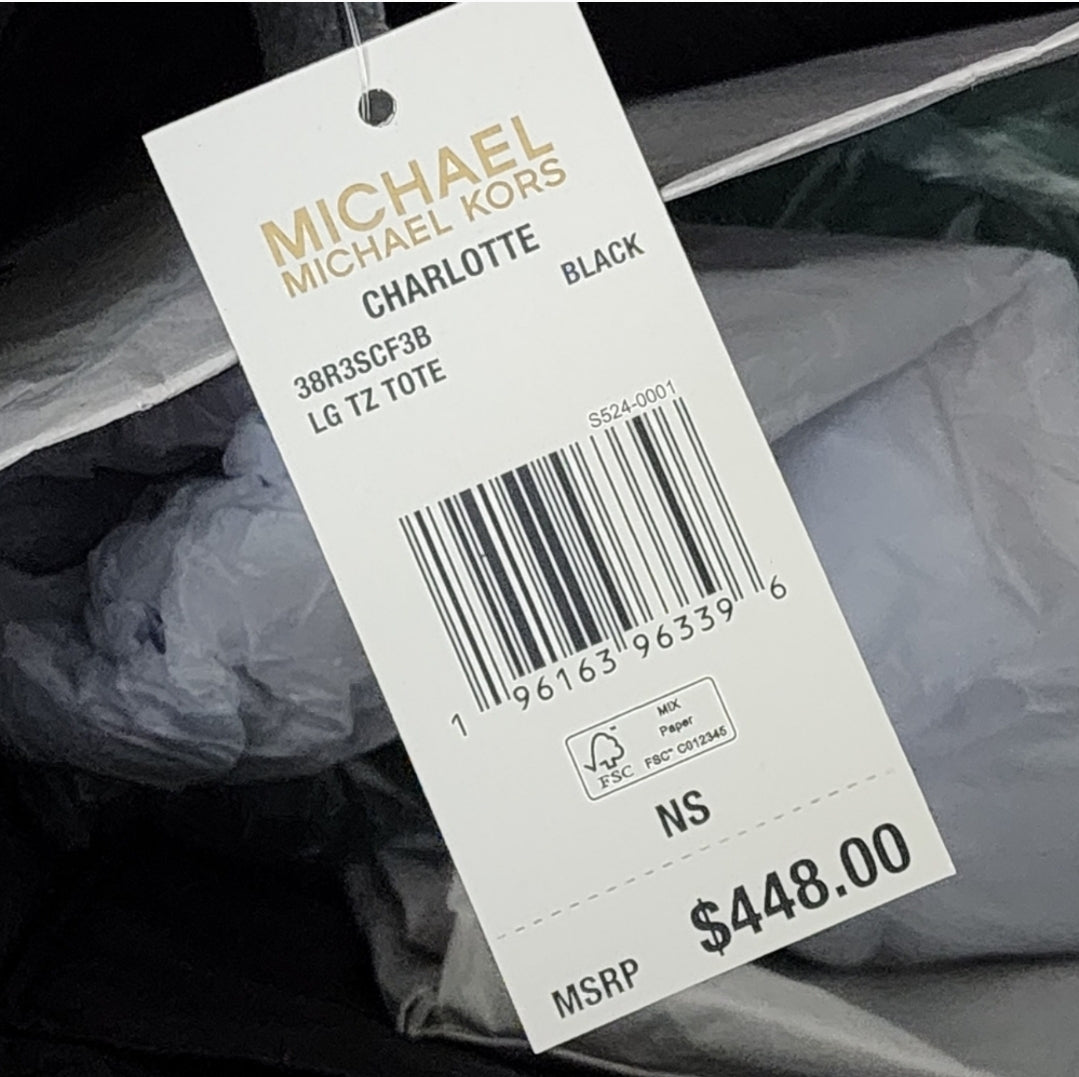 MICHAEL
MICHAEL KORS
CHARLOTTE
BLACK
38R3SCF3B
LG TZ TOTE
S524-0001
1 96163 96339 6
MIX
Paper
FSC™ C012345
FSC
NS
$448.00
MSRP